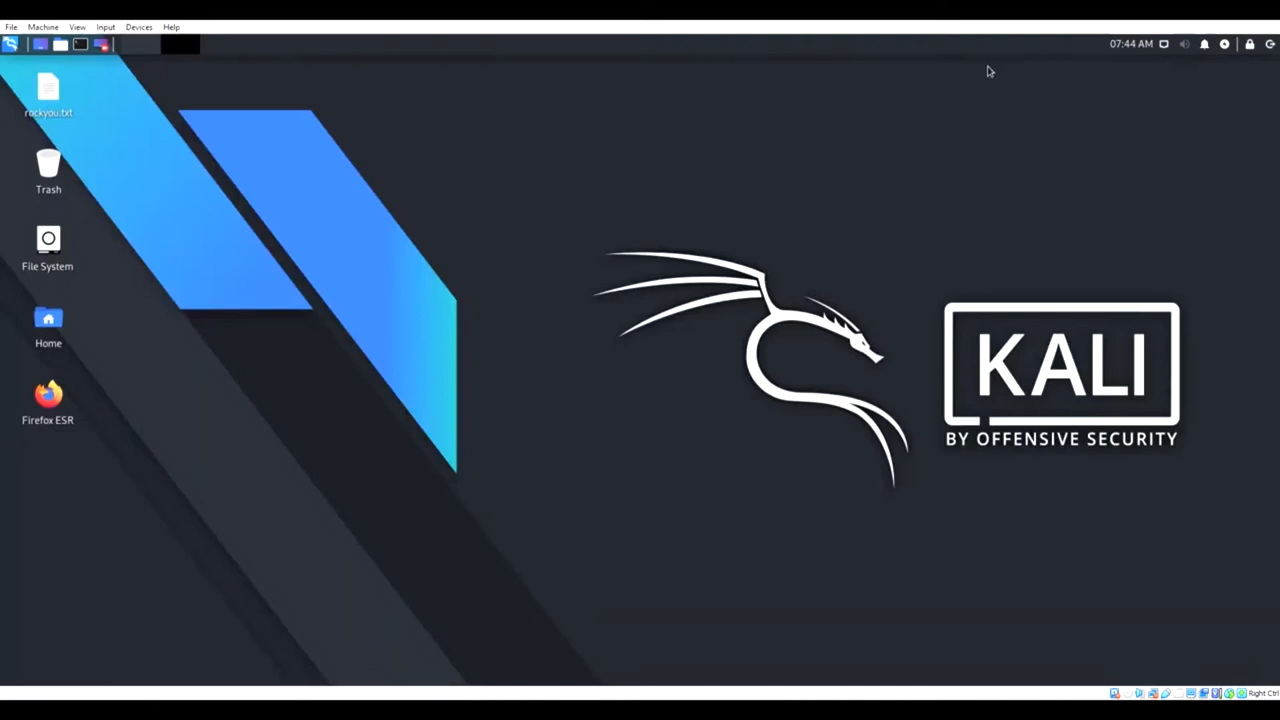 File Machine View Input Devices Help
07:44 AM
rockyou.txt
Trash
File System
Home
Firefox ESR
KALI
BY OFFENSIVE SECURITY
Right Ctrl